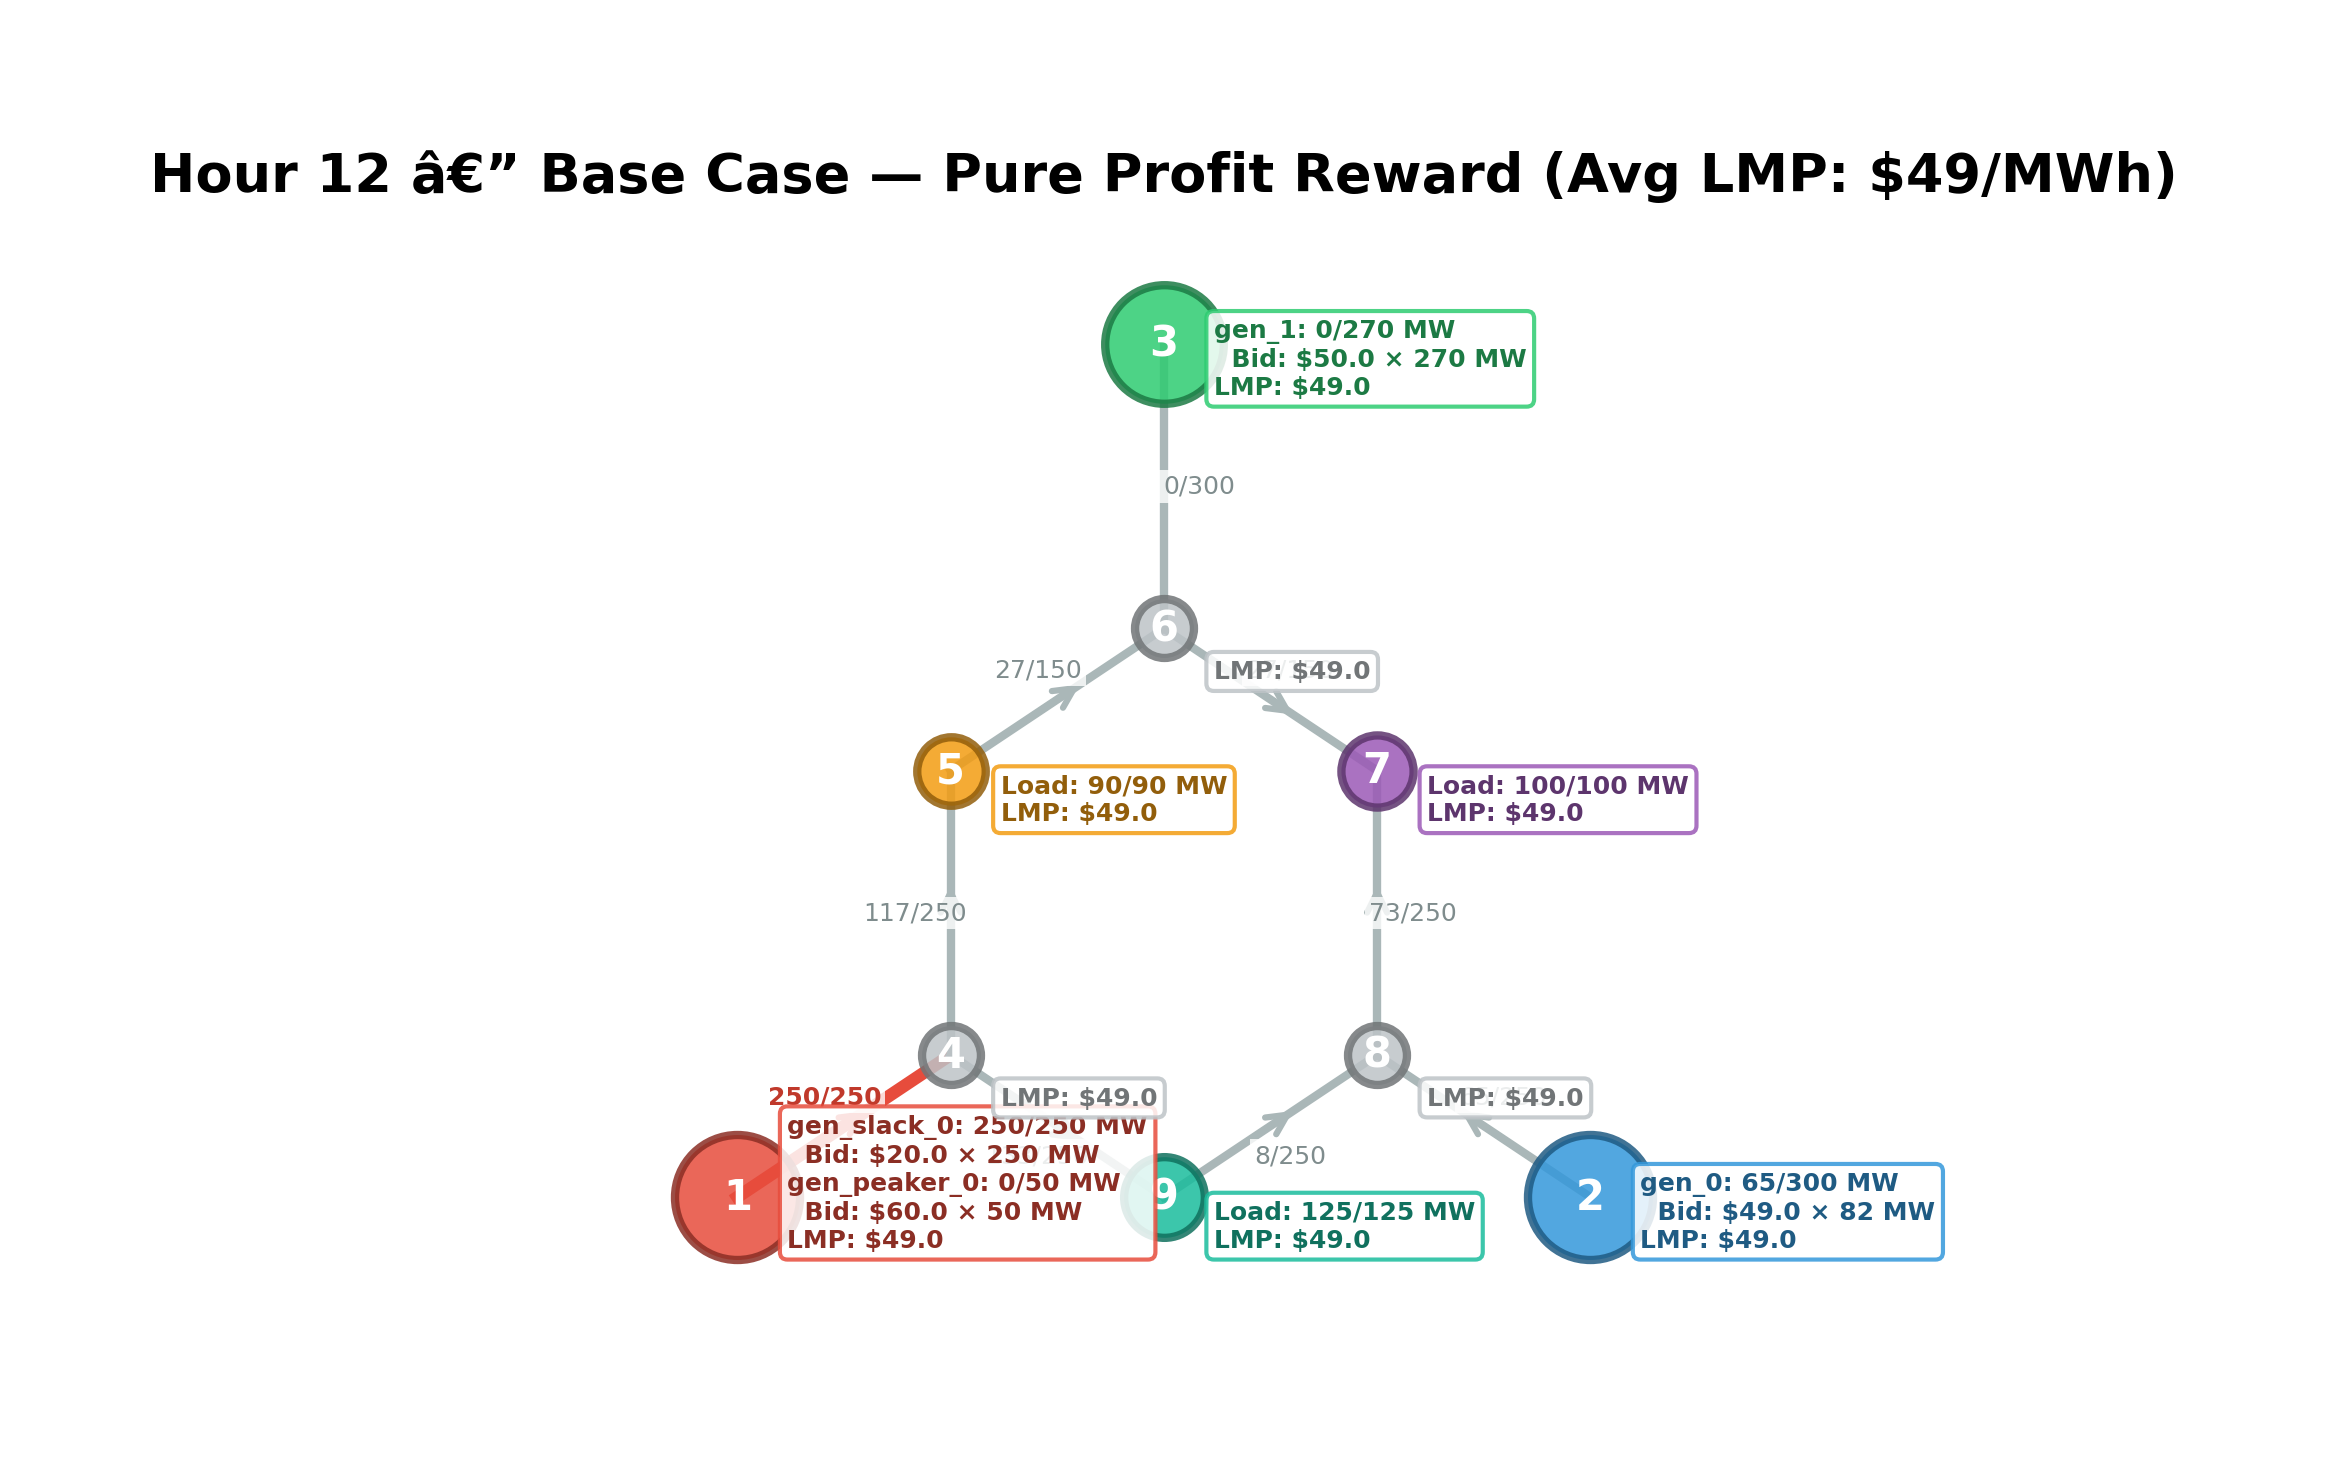 Hour 12 â€” Base Case — Pure Profit Reward (Avg LMP: $49/MWh)
3
gen_1: 0/270 MW
Bid: $50.0 × 270 MW
LMP: $49.0
0/300
6
27/150
LMP: $49.0
5
Load: 90/90 MW
LMP: $49.0
7
Load: 100/100 MW
LMP: $49.0
117/250
73/250
4
LMP: $49.0
8
LMP: $49.0
250/250
1
gen_slack_0: 250/250 MW
Bid: $20.0 × 250 MW
gen_peaker_0: 0/50 MW
Bid: $60.0 × 50 MW
LMP: $49.0
9
8/250
Load: 125/125 MW
LMP: $49.0
2
gen_0: 65/300 MW
Bid: $49.0 × 82 MW
LMP: $49.0